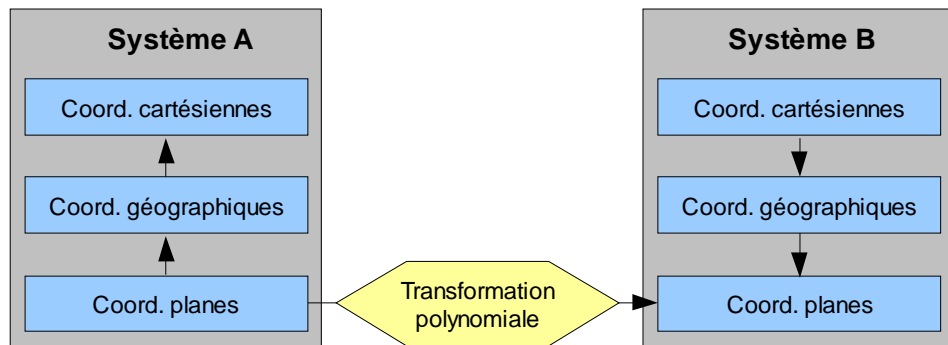 Système A
Coord. cartésiennes
Coord. géographiques
Coord. planes
Transformation
polynomiale
Système B
Coord. cartésiennes
Coord. géographiques
Coord. planes